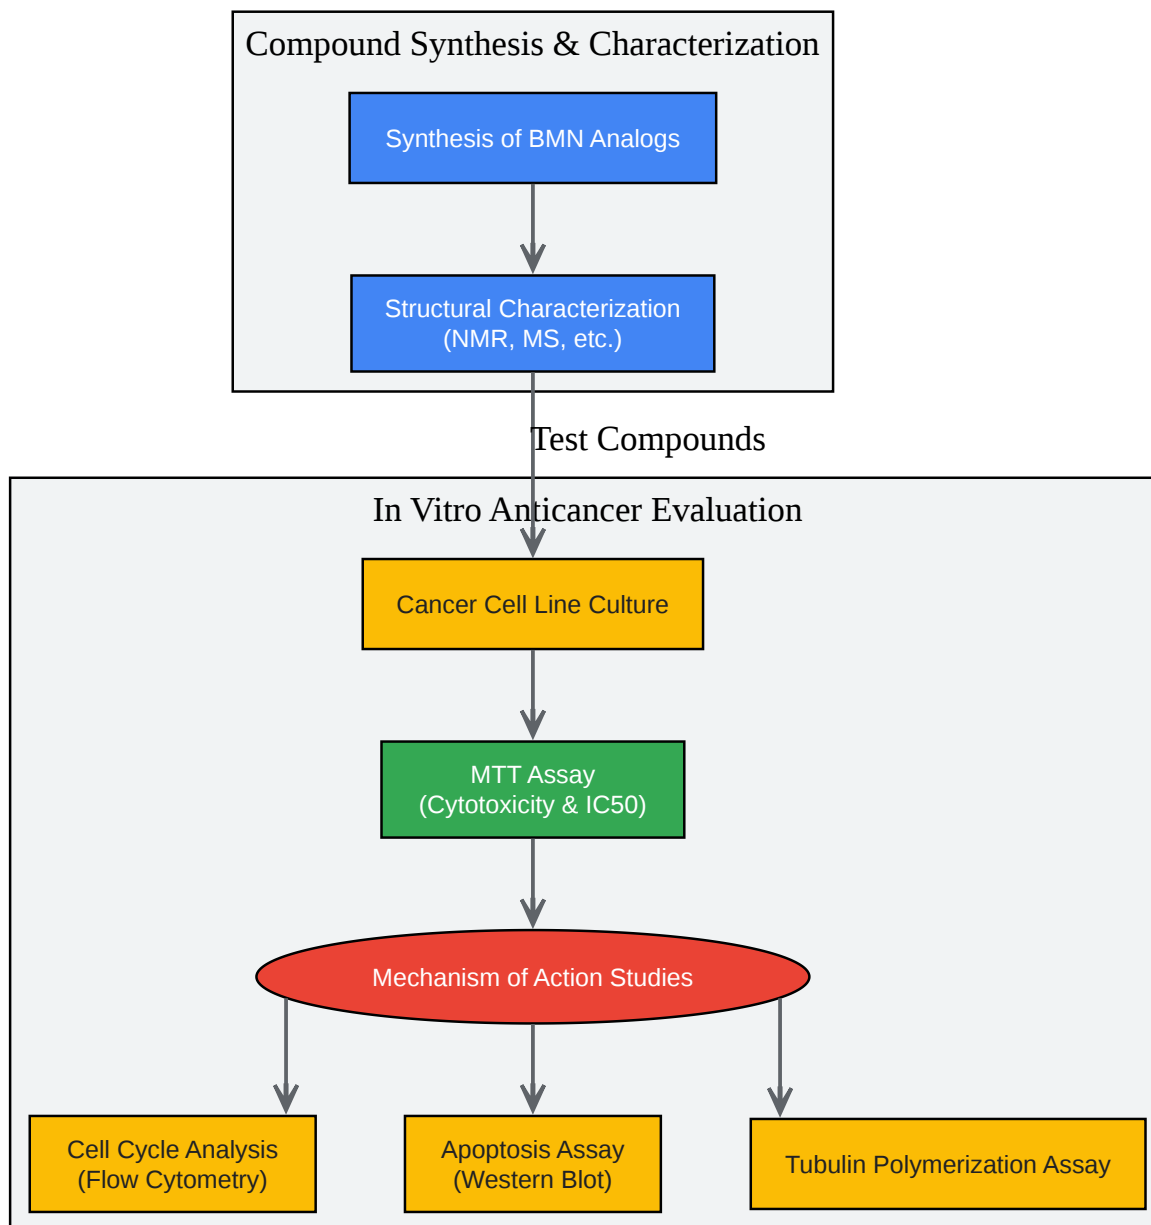 Compound Synthesis & Characterization
Synthesis of BMN Analogs
Structural Characterization
(NMR, MS, etc.)
Test Compounds
In Vitro Anticancer Evaluation
Cancer Cell Line Culture
MTT Assay
(Cytotoxicity & IC50)
Mechanism of Action Studies
Cell Cycle Analysis
(Flow Cytometry)
Apoptosis Assay
(Western Blot)
Tubulin Polymerization Assay